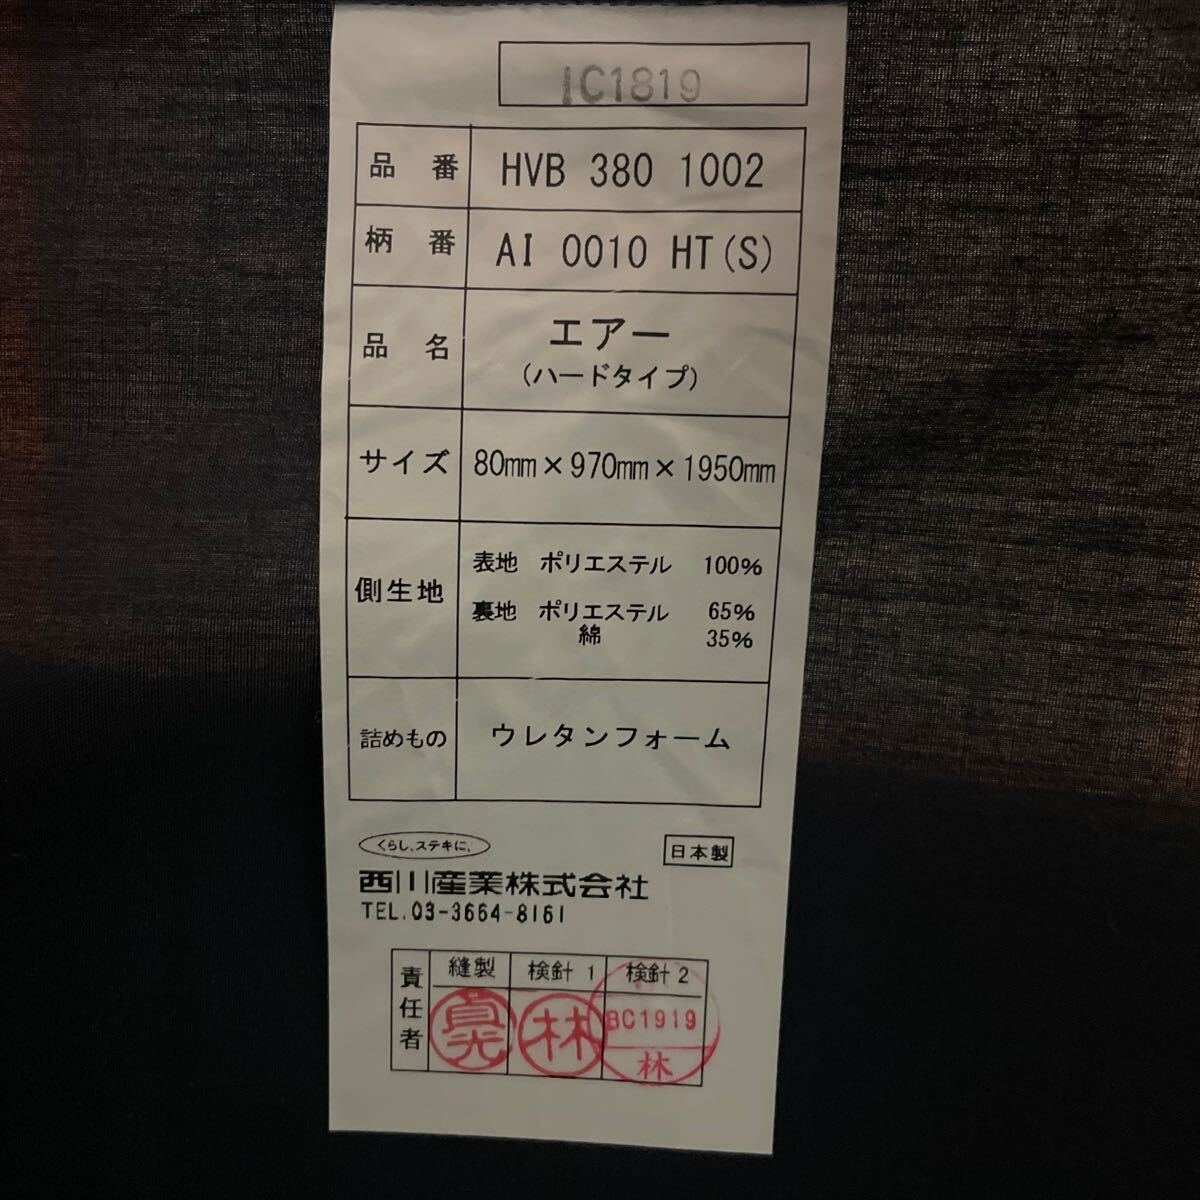 IC1819
品番 HVB 380 1002
柄番 AI 0010 HT(S)
品名 エアー
(ハードタイプ)
サイズ 80mm×970mm×1950mm
側生地 表地 ポリエステル 100%
裏地 ポリエステル 65%
綿 35%
詰めもの ウレタンフォーム
くらし、ステキに、
日本製
西川産業株式会社
TEL.03-3664-8161
責任者 縫製 検針1 検針2
林
BC1919
林